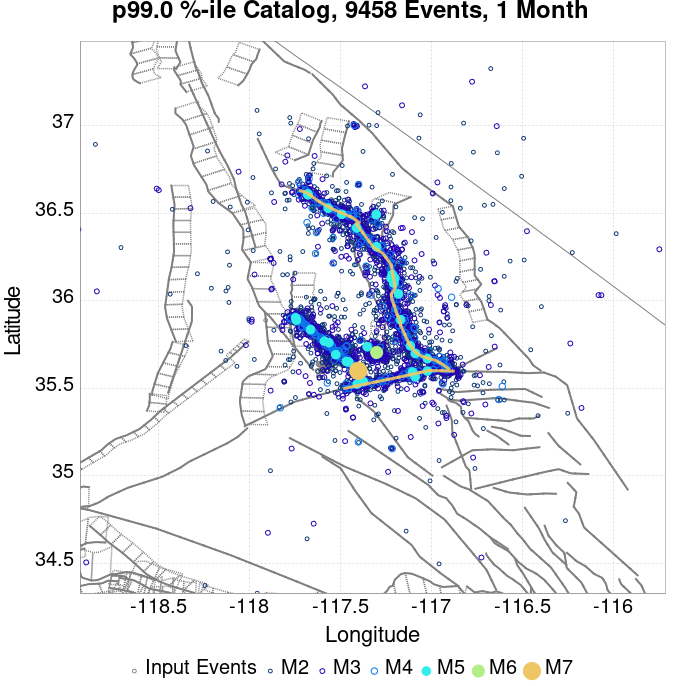 p99.0 %-ile Catalog, 9458 Events, 1 Month
37
36.5
36
35.5
35
34.5
Latitude
-118.5 -118 -117.5 -117 -116.5 -116
Longitude
Input Events M2 M3 M4 M5 M6 M7